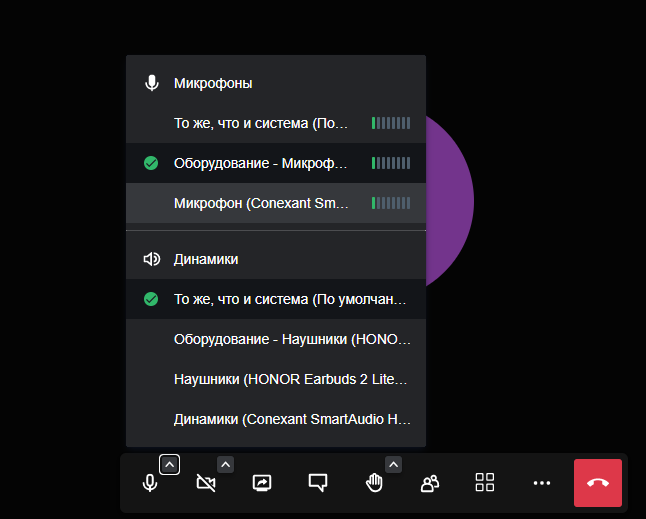 Микрофоны
То же, что и система (По...
Оборудование - Микроф...
Микрофон (Conexant Sm...
Динамики
То же, что и система (По умолчан...
Оборудование - Наушники (HONO...
Наушники (HONOR Earbuds 2 Lite...
Динамики (Conexant SmartAudio H...